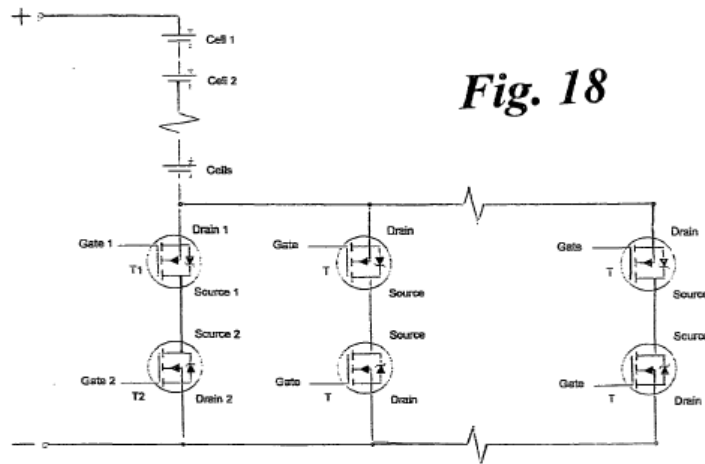 +
Cell 1
Cell 2
Fig. 18
Cells
Drain 1 Drain Drain
Gate 1 Gate Gate
T1 T T
Source 1 Source Source
Source 2 Source Source
Gate 2 Gate Gate
T2 T T
Drain 2 Drain Drain
−